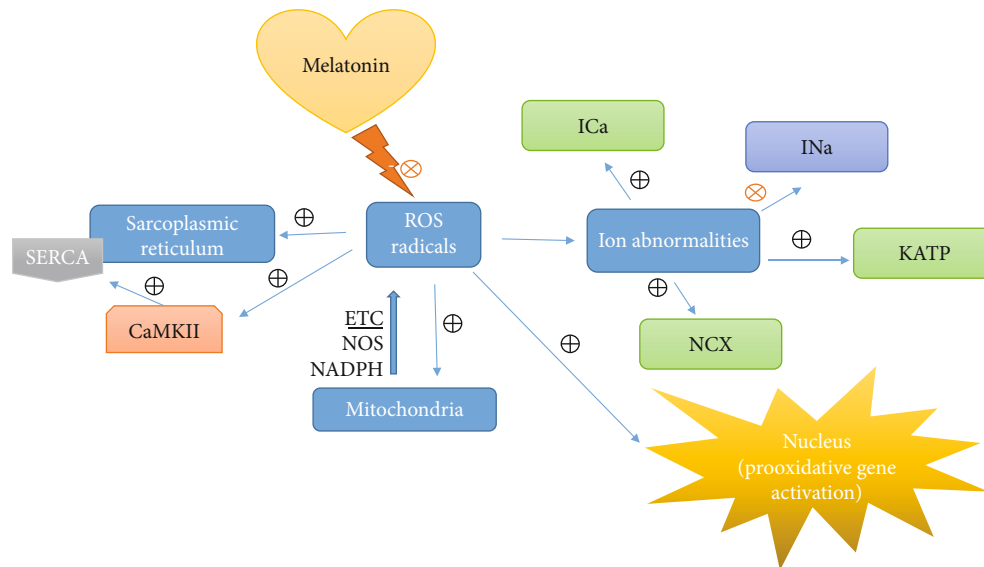 Melatonin
ICa
INa
Sarcoplasmic
reticulum
ROS
radicals
Ion abnormalities
KATP
SERCA
CaMKII
ETC
NOS
NADPH
NCX
Mitochondria
Nucleus
(prooxidative gene
activation)